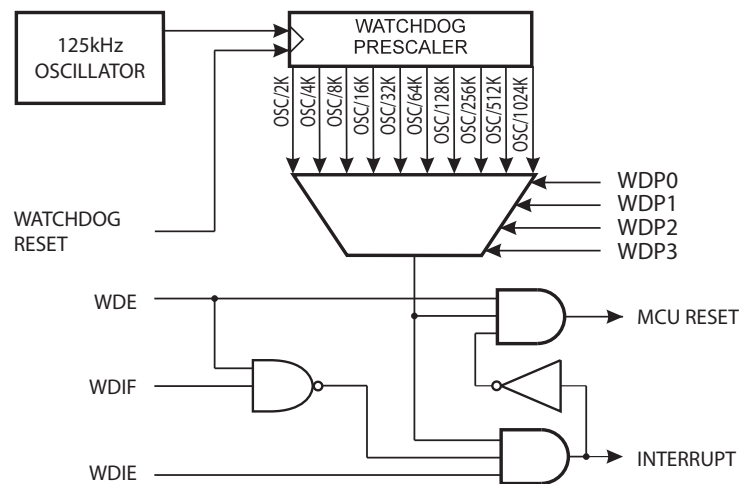 125kHz
OSCILLATOR
WATCHDOG
PRESCALER
OSC/2K
OSC/4K
OSC/8K
OSC/16K
OSC/32K
OSC/64K
OSC/128K
OSC/256K
OSC/512K
OSC/1024K
WDP0
WDP1
WDP2
WDP3
WATCHDOG
RESET
WDE
MCU RESET
WDIF
INTERRUPT
WDIE